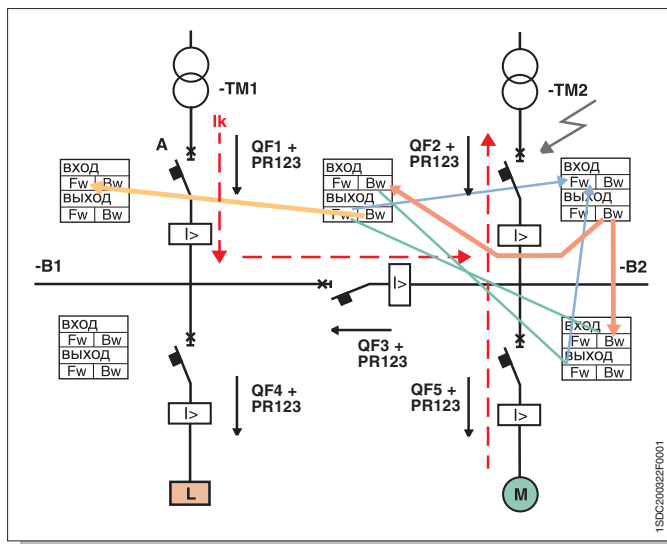 -TM1
-TM2
Ik
A
QF1 +
PR123
QF2 +
PR123
ВХОД
Fw Bw
ВЫХОД
Fw Bw
ВХОД
Fw Bw
ВЫХОД
Fw Bw
ВХОД
Fw Bw
ВЫХОД
Fw Bw
I>
I>
-B1
I>
-B2
ВХОД
Fw Bw
ВЫХОД
Fw Bw
QF3 +
PR123
ВХОД
Fw Bw
ВЫХОД
Fw Bw
QF4 +
PR123
QF5 +
PR123
I>
I>
L
M
1SDC200322F0001